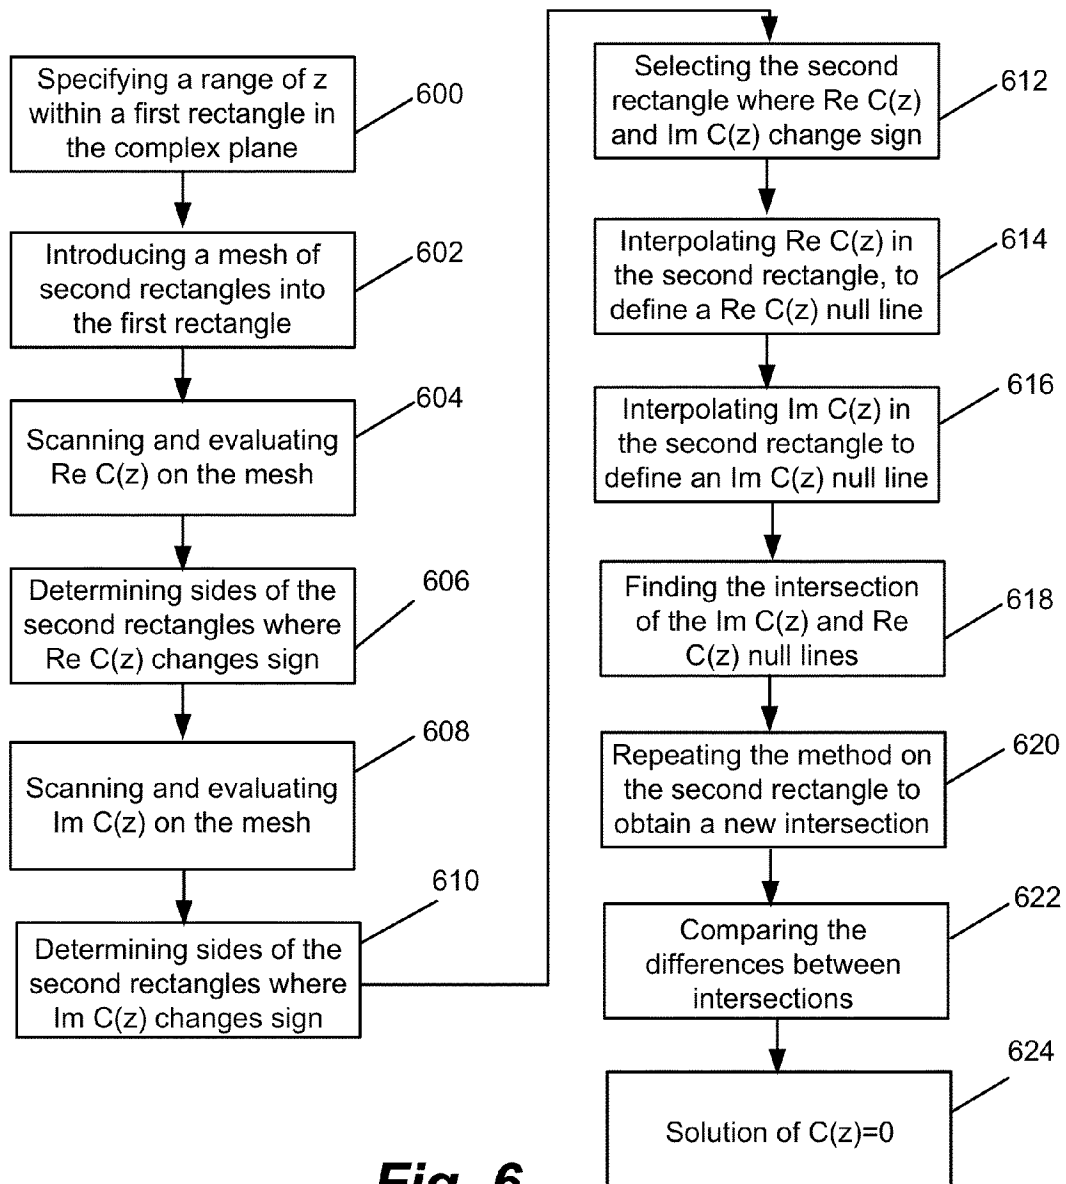 Specifying a range of z
within a first rectangle in
the complex plane
600
Introducing a mesh of
second rectangles into
the first rectangle
602
Scanning and evaluating
Re C(z) on the mesh
604
Determining sides of the
second rectangles where
Re C(z) changes sign
606
Scanning and evaluating
Im C(z) on the mesh
608
Determining sides of the
second rectangles where
Im C(z) changes sign
610
Selecting the second
rectangle where Re C(z)
and Im C(z) change sign
612
Interpolating Re C(z) in
the second rectangle, to
define a Re C(z) null line
614
Interpolating Im C(z) in
the second rectangle to
define an Im C(z) null line
616
Finding the intersection
of the Im C(z) and Re
C(z) null lines
618
Repeating the method on
the second rectangle to
obtain a new intersection
620
Comparing the
differences between
intersections
622
Solution of C(z)=0
624
Fig. 6